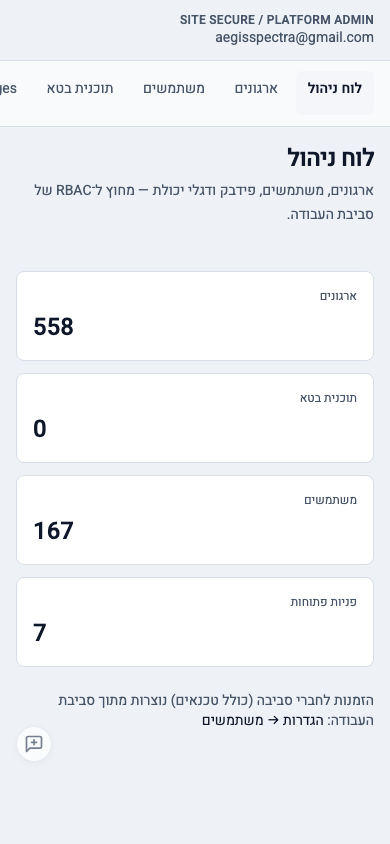 SITE SECURE / PLATFORM ADMIN
aegisspectra@gmail.com
לוח ניהול
ארגונים
משתמשים
תוכנית בטא
לוח ניהול
ארגונים, משתמשים, פידבק ודגלי יכולת — מחוץ ל־RBAC של
סביבת העבודה.
ארגונים
558
תוכנית בטא
0
משתמשים
167
פניות פתוחות
7
הזמנות לחברי סביבה (כולל טכנאים) נוצרות מתוך סביבת
העבודה: הגדרות → משתמשים